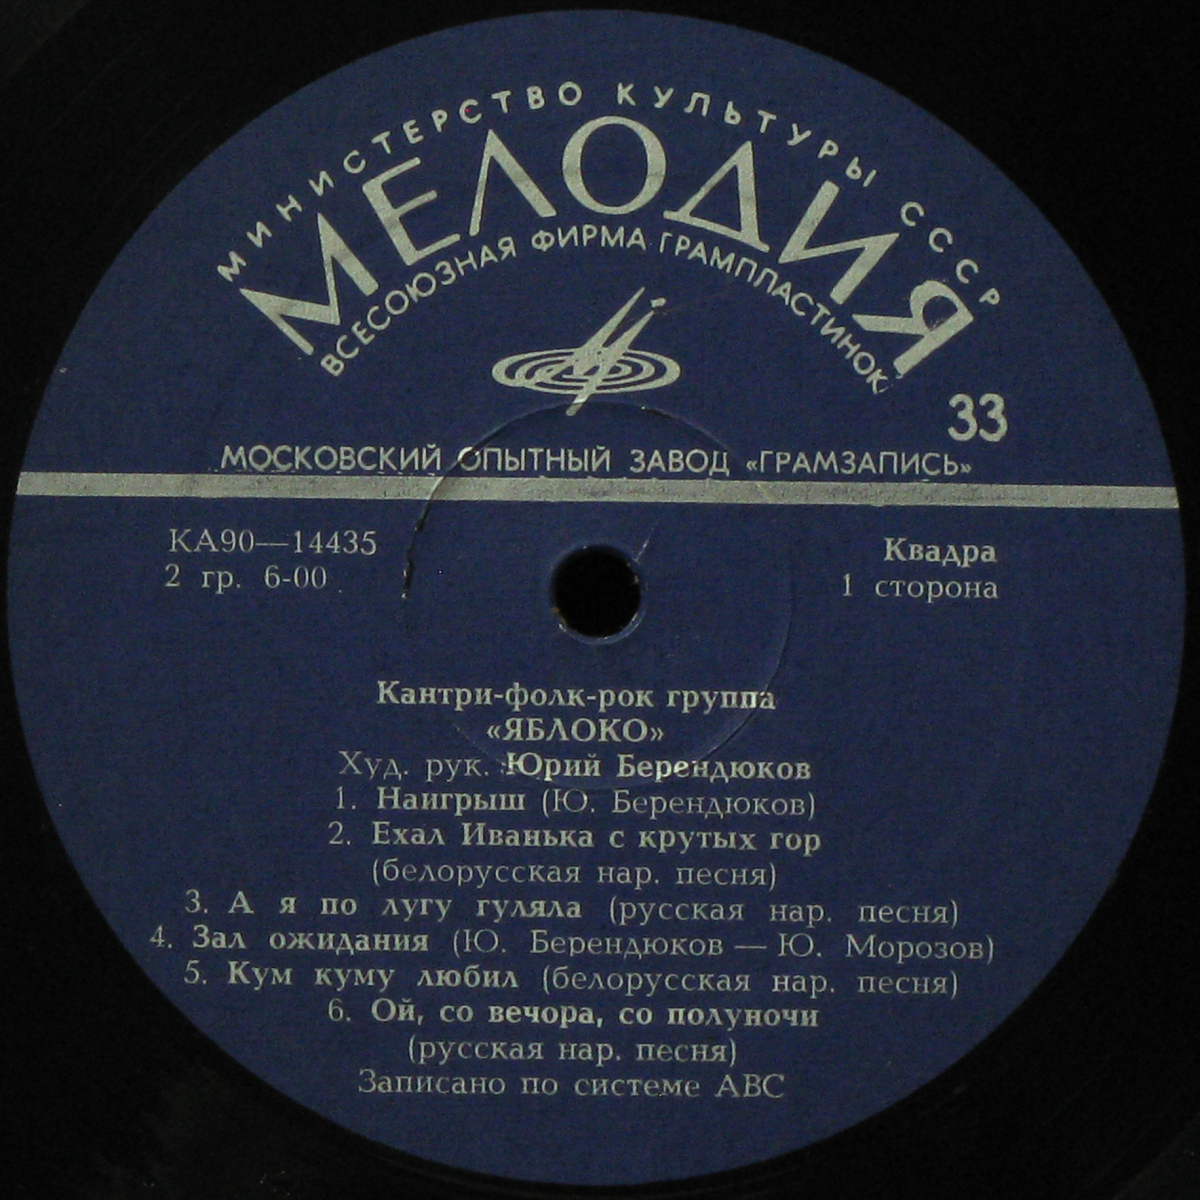 МИНИСТЕРСТВО КУЛЬТУРЫ СССР
МЕЛОДИЯ
ВСЕСОЮЗНАЯ ФИРМА ГРАМПЛАСТИНОК
33
МОСКОВСКИЙ ОПЫТНЫЙ ЗАВОД «ГРАМЗАПИСЬ»
КА90—14435
Квадра
2 гр. 6-00
1 сторона
Кантри-фолк-рок группа
«ЯБЛОКО»
Худ. рук. Юрий Берендюков
1. Наигрыш (Ю. Берендюков)
2. Ехал Иванька с крутых гор
(белорусская нар. песня)
3. А я по лугу гуляла (русская нар. песня)
4. Зал ожидания (Ю. Берендюков — Ю. Морозов)
5. Кум куму любил (белорусская нар. песня)
6. Ой, со вечора, со полуночи
(русская нар. песня)
Записано по системе АВС